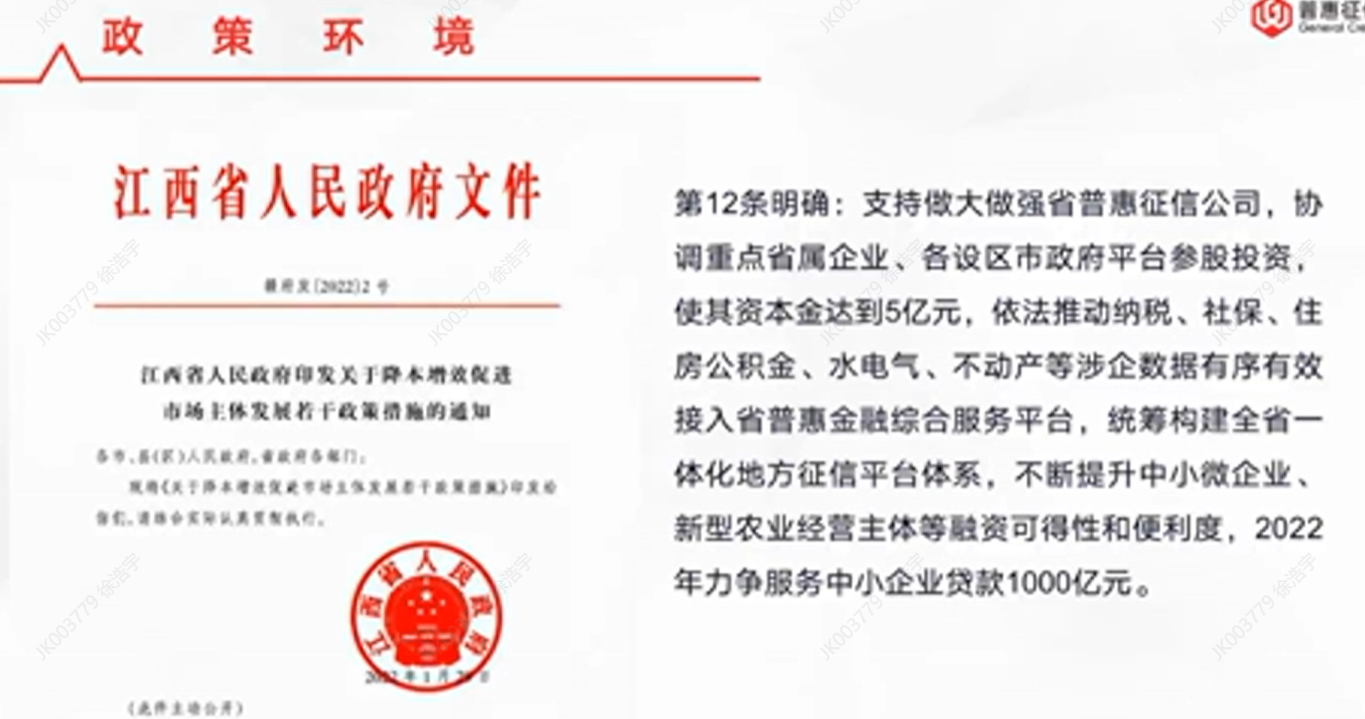 政策环境
普惠征信
General Cre
江西省人民政府文件
赣府发〔2022〕2 号
江西省人民政府印发关于降本增效促进
市场主体发展若干政策措施的通知
各市、县(区)人民政府,省政府各部门:
现将《关于降本增效促进市场主体发展若干政策措施》印发给
你们,请结合实际认真贯彻执行。
江西省人民政府
2022 年 1 月 日
(此件主动公开)
第12条明确：支持做大做强省普惠征信公司，协
调重点省属企业、各设区市政府平台参股投资，
使其资本金达到5亿元，依法推动纳税、社保、住
房公积金、水电气、不动产等涉企数据有序有效
接入省普惠金融综合服务平台，统筹构建全省一
体化地方征信平台体系，不断提升中小微企业、
新型农业经营主体等融资可得性和便利度，2022
年力争服务中小企业贷款1000亿元。
JK003779 徐浩宇